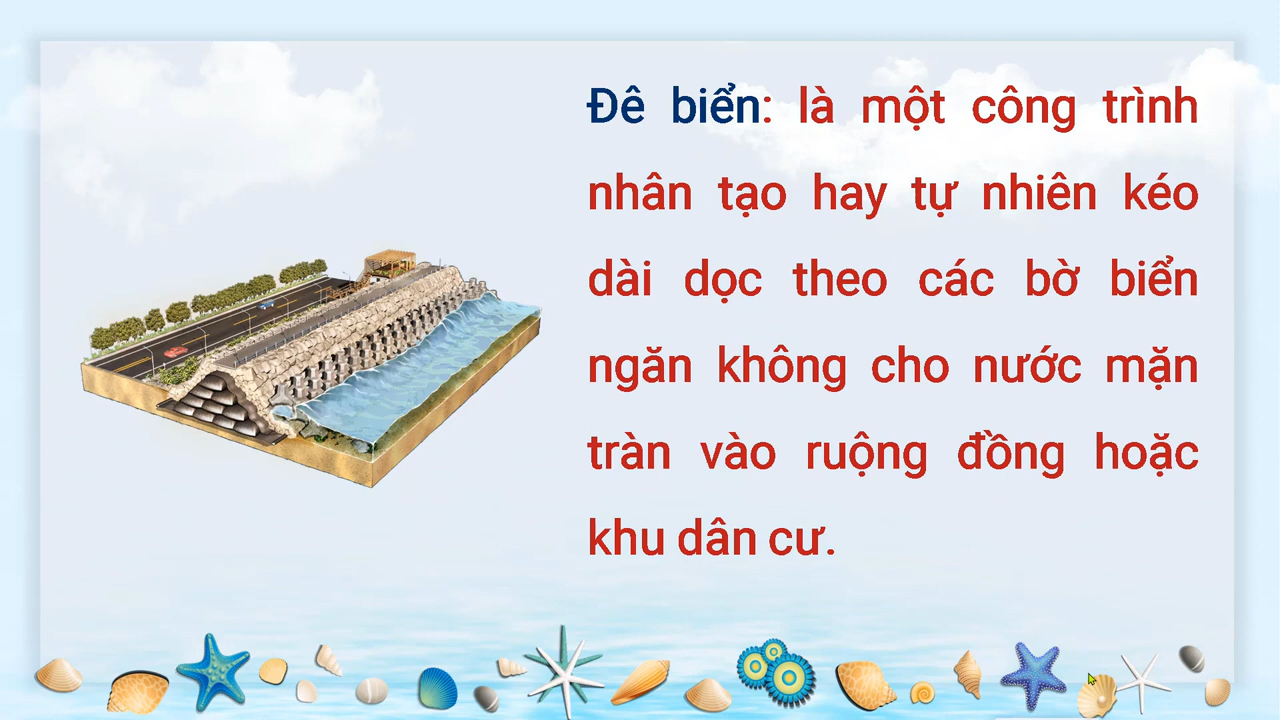 Đê biển: là một công trình
nhân tạo hay tự nhiên kéo
dài dọc theo các bờ biển
ngăn không cho nước mặn
tràn vào ruộng đồng hoặc
khu dân cư.